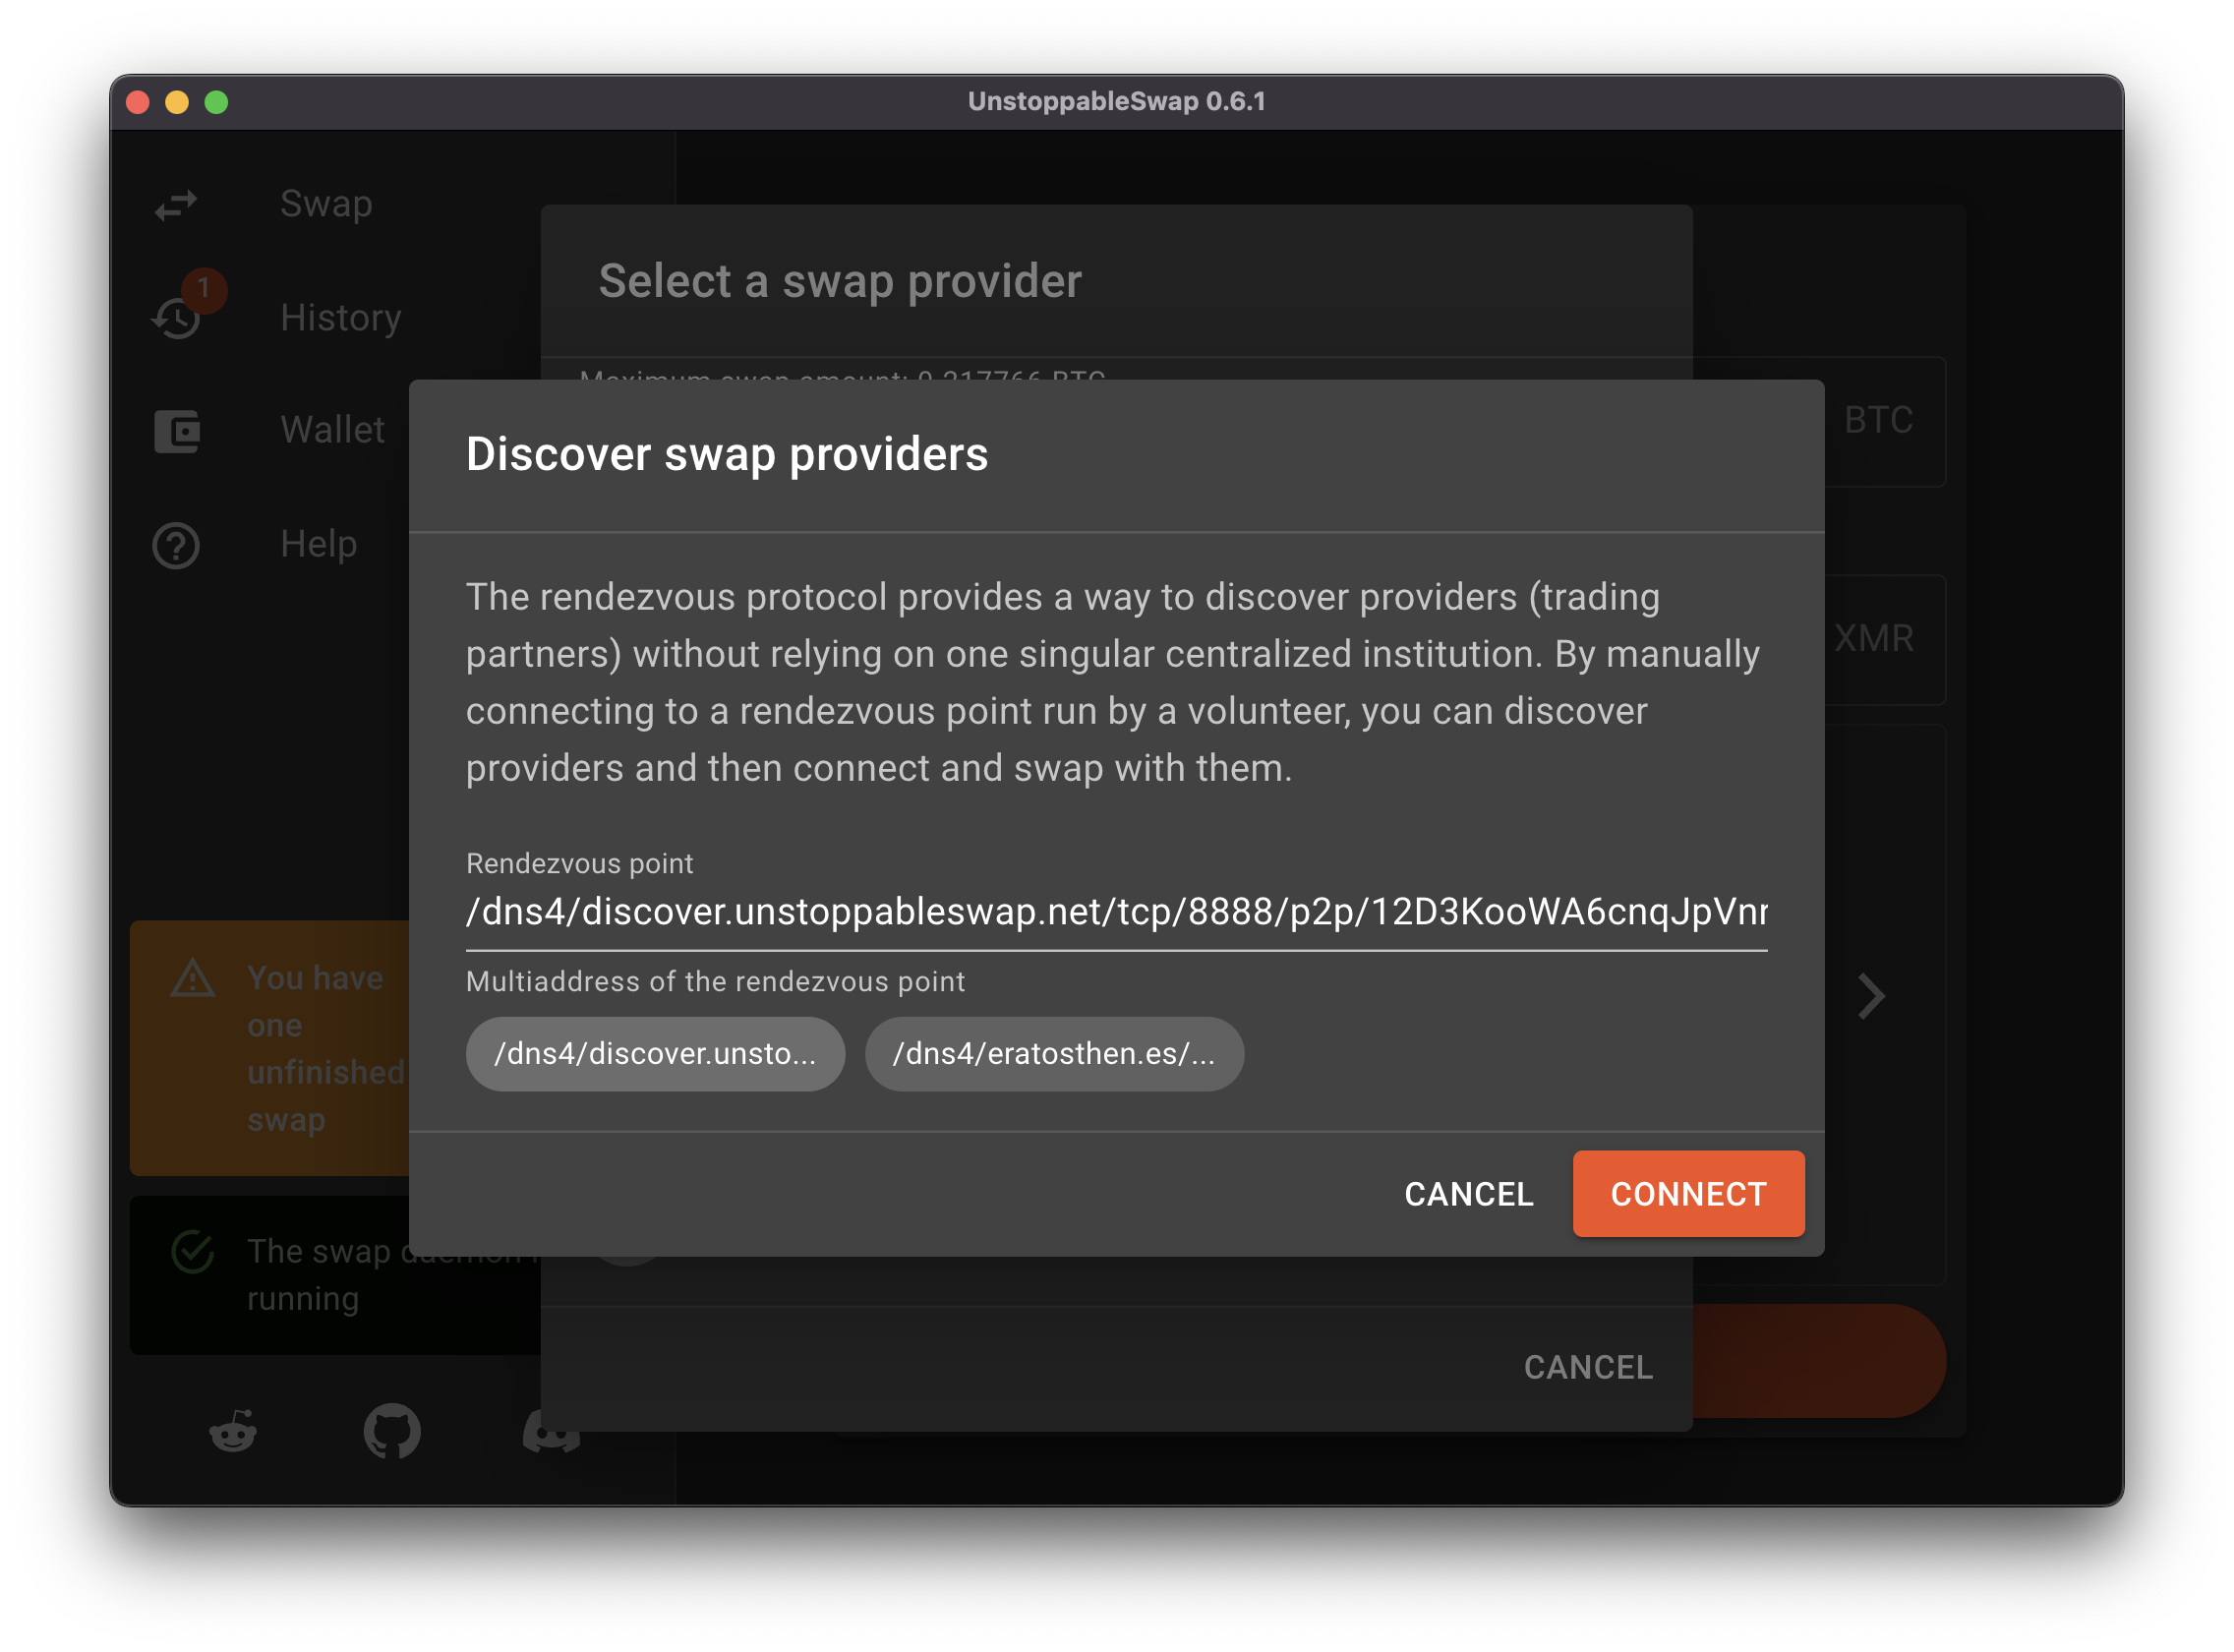 UnstoppableSwap 0.6.1
Swap
1
History
Wallet
Help
Select a swap provider
Maximum swap amount: 0.217766 BTC
BTC
XMR
Discover swap providers
The rendezvous protocol provides a way to discover providers (trading
partners) without relying on one singular centralized institution. By manually
connecting to a rendezvous point run by a volunteer, you can discover
providers and then connect and swap with them.
Rendezvous point
/dns4/discover.unstoppableswap.net/tcp/8888/p2p/12D3KooWA6cnqJpVnr
Multiaddress of the rendezvous point
/dns4/discover.unsto...
/dns4/eratosthen.es/...
CANCEL
CONNECT
You have
one
unfinished
swap
The swap daemon
running
CANCEL